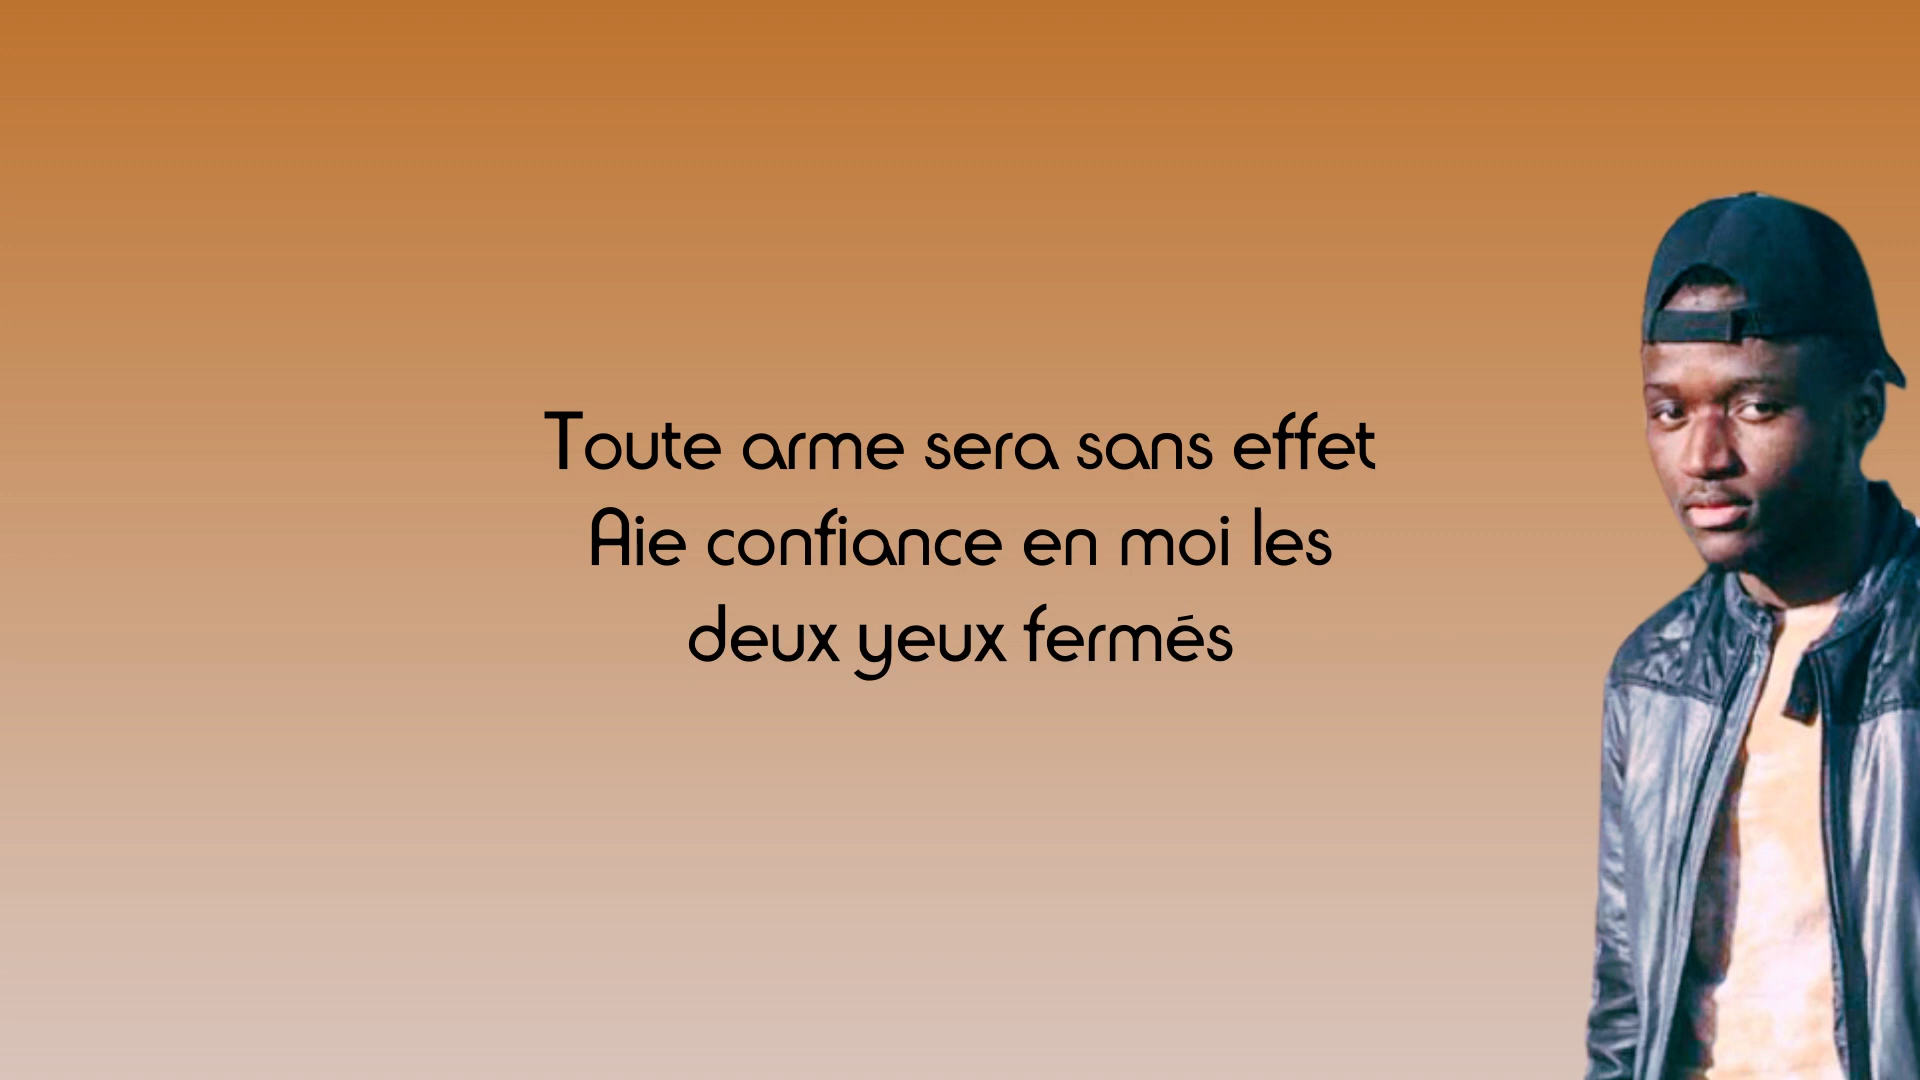 Toute arme sera sans effet
Aie confiance en moi les
deux yeux fermés